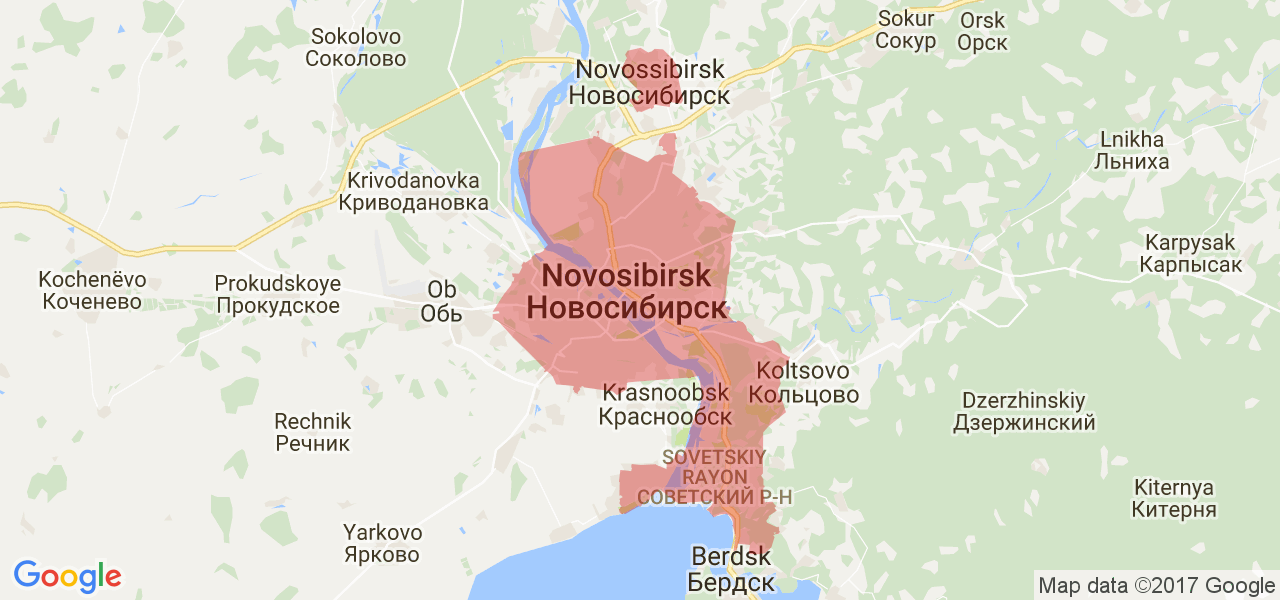 Sokur
Сокур
Orsk
Орск
Sokolovo
Соколово
Novossibirsk
Новосибирск
Lnikha
Льниха
Krivodanovka
Криводановка
Karpysak
Карпысак
Kochenëvo
Коченево
Prokudskoye
Прокудское
Ob
Обь
Novosibirsk
Новосибирск
Koltsovo
Кольцово
Krasnoobsk
Краснообск
Dzerzhinskiy
Дзержинский
Rechnik
Речник
SOVETSKIY
RAYON
СОВЕТСКИЙ Р-Н
Kiternya
Китерня
Yarkovo
Ярково
Berdsk
Бердск
Google
Map data ©2017 Google